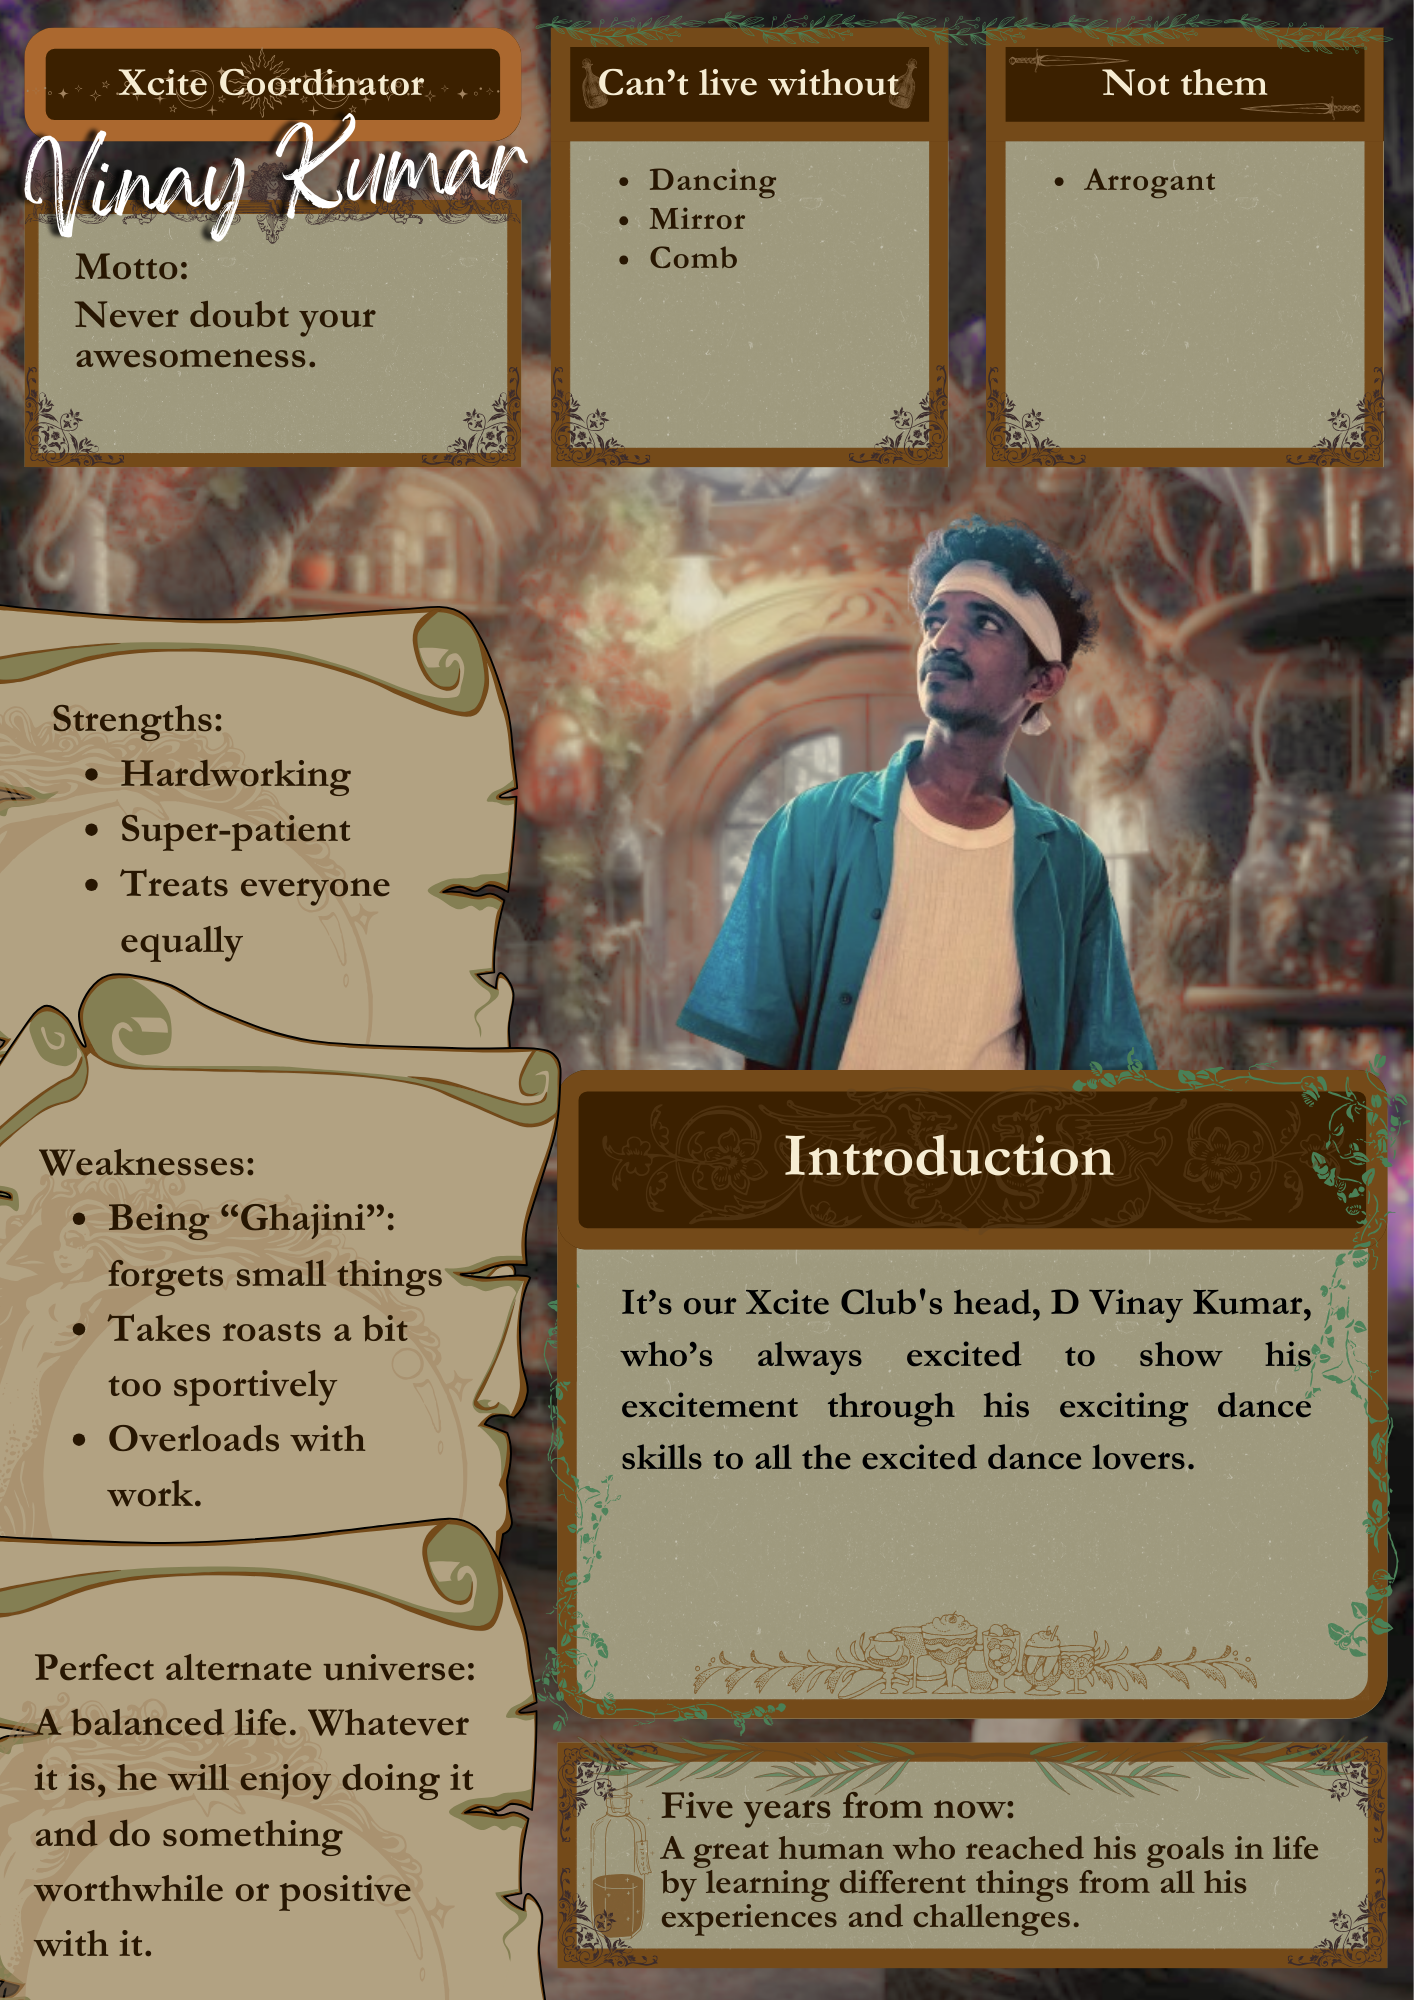 Xcite Coordinator
Vinay Kumar
Motto:
Never doubt your
awesomeness.
Can’t live without
• Dancing
• Mirror
• Comb
Not them
• Arrogant
Strengths:
• Hardworking
• Super-patient
• Treats everyone
equally
Weaknesses:
• Being “Ghajini”:
forgets small things
• Takes roasts a bit
too sportively
• Overloads with
work.
Perfect alternate universe:
A balanced life. Whatever
it is, he will enjoy doing it
and do something
worthwhile or positive
with it.
Introduction
It’s our Xcite Club's head, D Vinay Kumar,
who’s always excited to show his
excitement through his exciting dance
skills to all the excited dance lovers.
Five years from now:
A great human who reached his goals in life
by learning different things from all his
experiences and challenges.